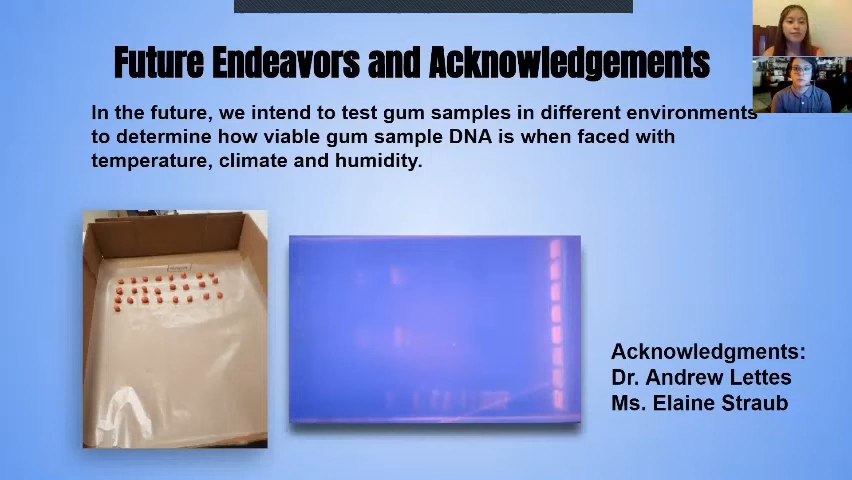 Future Endeavors and Acknowledgements
In the future, we intend to test gum samples in different environments
to determine how viable gum sample DNA is when faced with
temperature, climate and humidity.
Acknowledgments:
Dr. Andrew Lettes
Ms. Elaine Straub